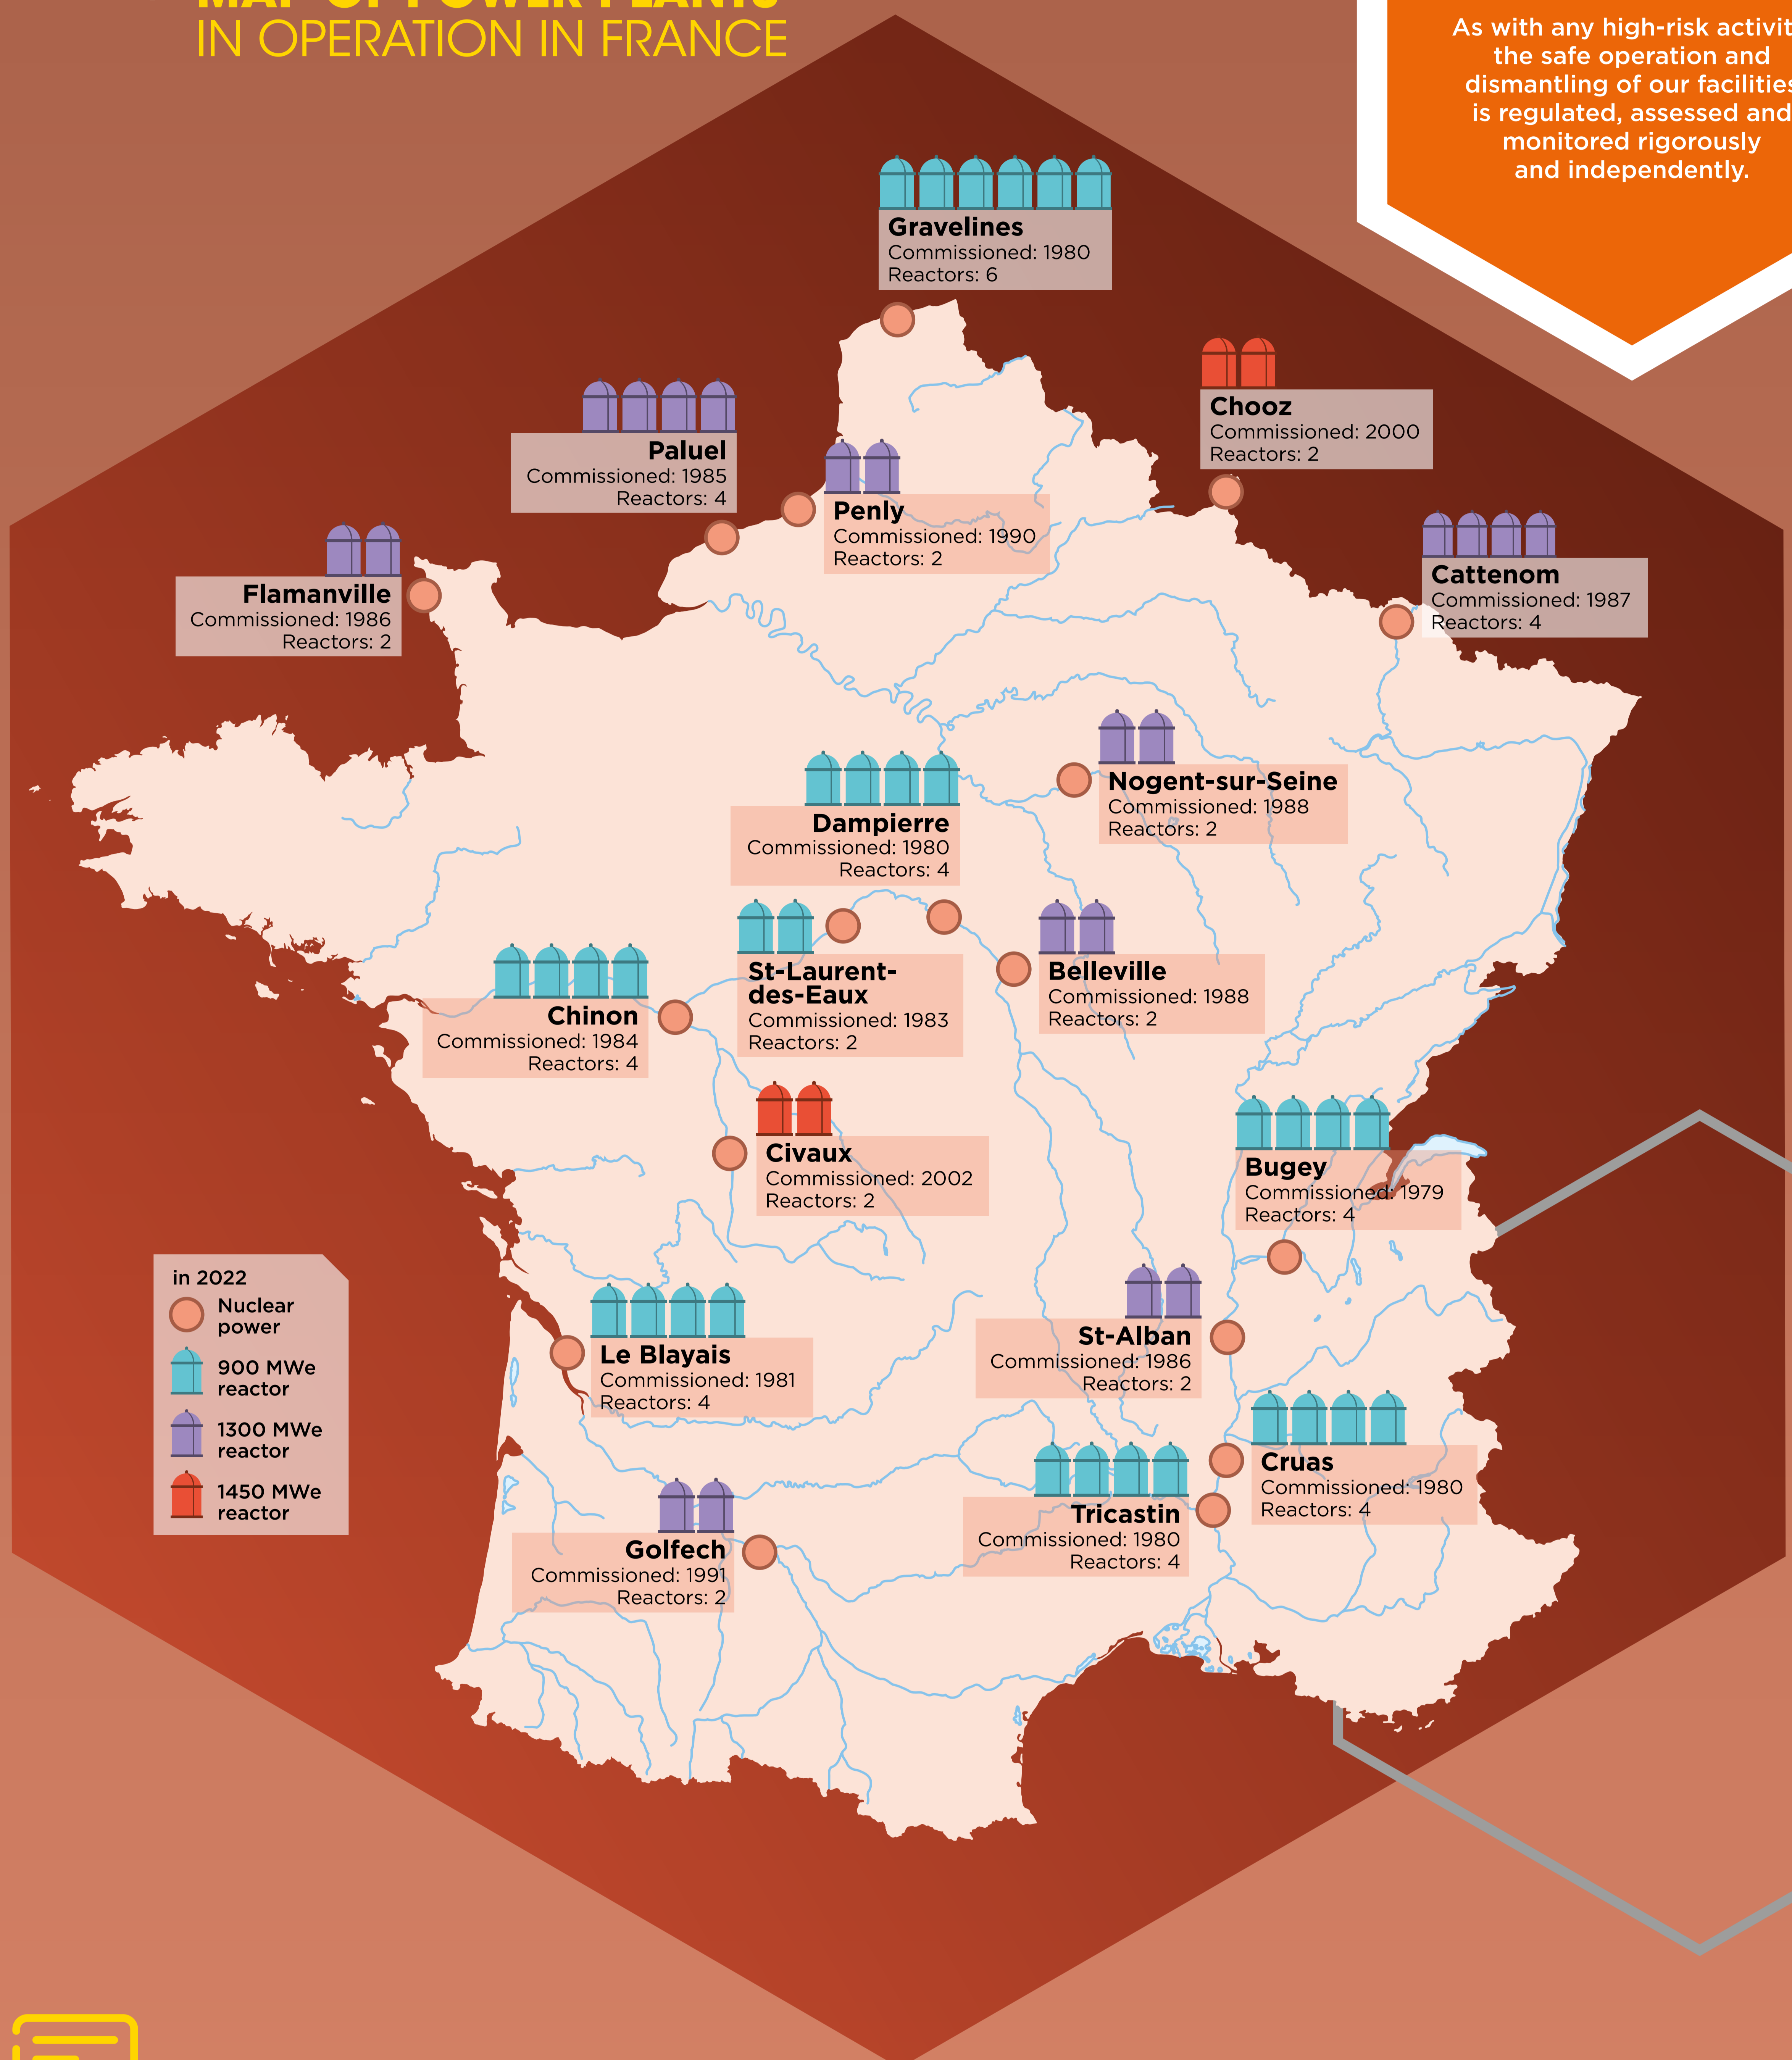 MAP OF POWER PLANTS
IN OPERATION IN FRANCE
As with any high-risk
the safe operation and
dismantling of our
is regulated, assessed and
monitored rigorously
and independently.
Gravelines
Commissioned: 1980
Reactors: 6
Chooz
Commissioned: 2000
Reactors: 2
Paluel
Commissioned: 1985
Reactors: 4
Penly
Commissioned: 1990
Reactors: 2
Cattenom
Commissioned: 1987
Reactors: 4
Flamanville
Commissioned: 1986
Reactors: 2
Nogent-sur-Seine
Commissioned: 1988
Reactors: 2
Dampierre
Commissioned: 1980
Reactors: 4
St-Laurent-
des-Eaux
Commissioned: 1983
Reactors: 2
Belleville
Commissioned: 1988
Reactors: 2
Chinon
Commissioned: 1984
Reactors: 4
Civaux
Commissioned: 2002
Reactors: 2
Bugey
Commissioned: 1979
Reactors: 4
in 2022
Nuclear
power
900 MWe
reactor
1300 MWe
reactor
1450 MWe
reactor
Le Blayais
Commissioned: 1981
Reactors: 4
St-Alban
Commissioned: 1986
Reactors: 2
Cruas
Commissioned: 1980
Reactors: 4
Tricastin
Commissioned: 1980
Reactors: 4
Golfech
Commissioned: 1991
Reactors: 2